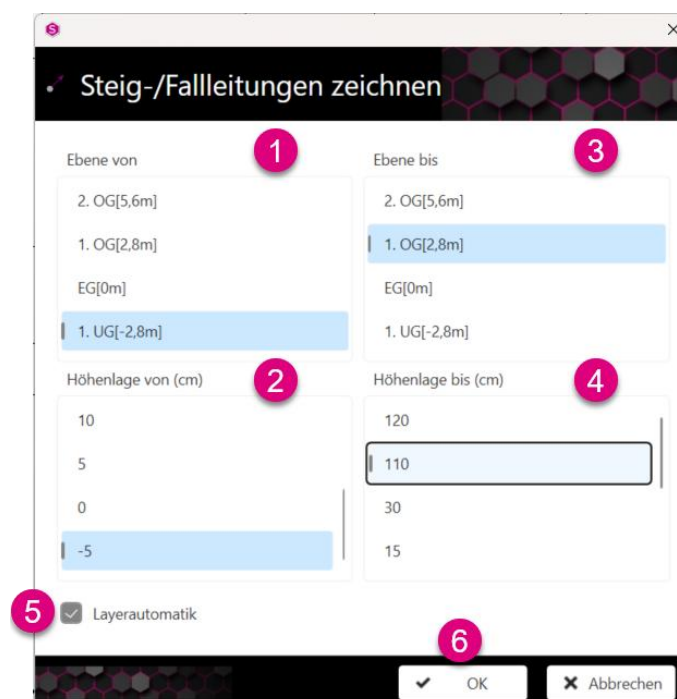 S
Steig-/Fallleitungen zeichnen
1
3
Ebene von
Ebene bis
2. OG[5,6m]
2. OG[5,6m]
1. OG[2,8m]
1. OG[2,8m]
EG[0m]
EG[0m]
1. UG[-2,8m]
1. UG[-2,8m]
Höhenlage von (cm)
2
Höhenlage bis (cm)
4
10
120
5
110
0
30
-5
15
5
Layerautomatik
6
OK
Abbrechen